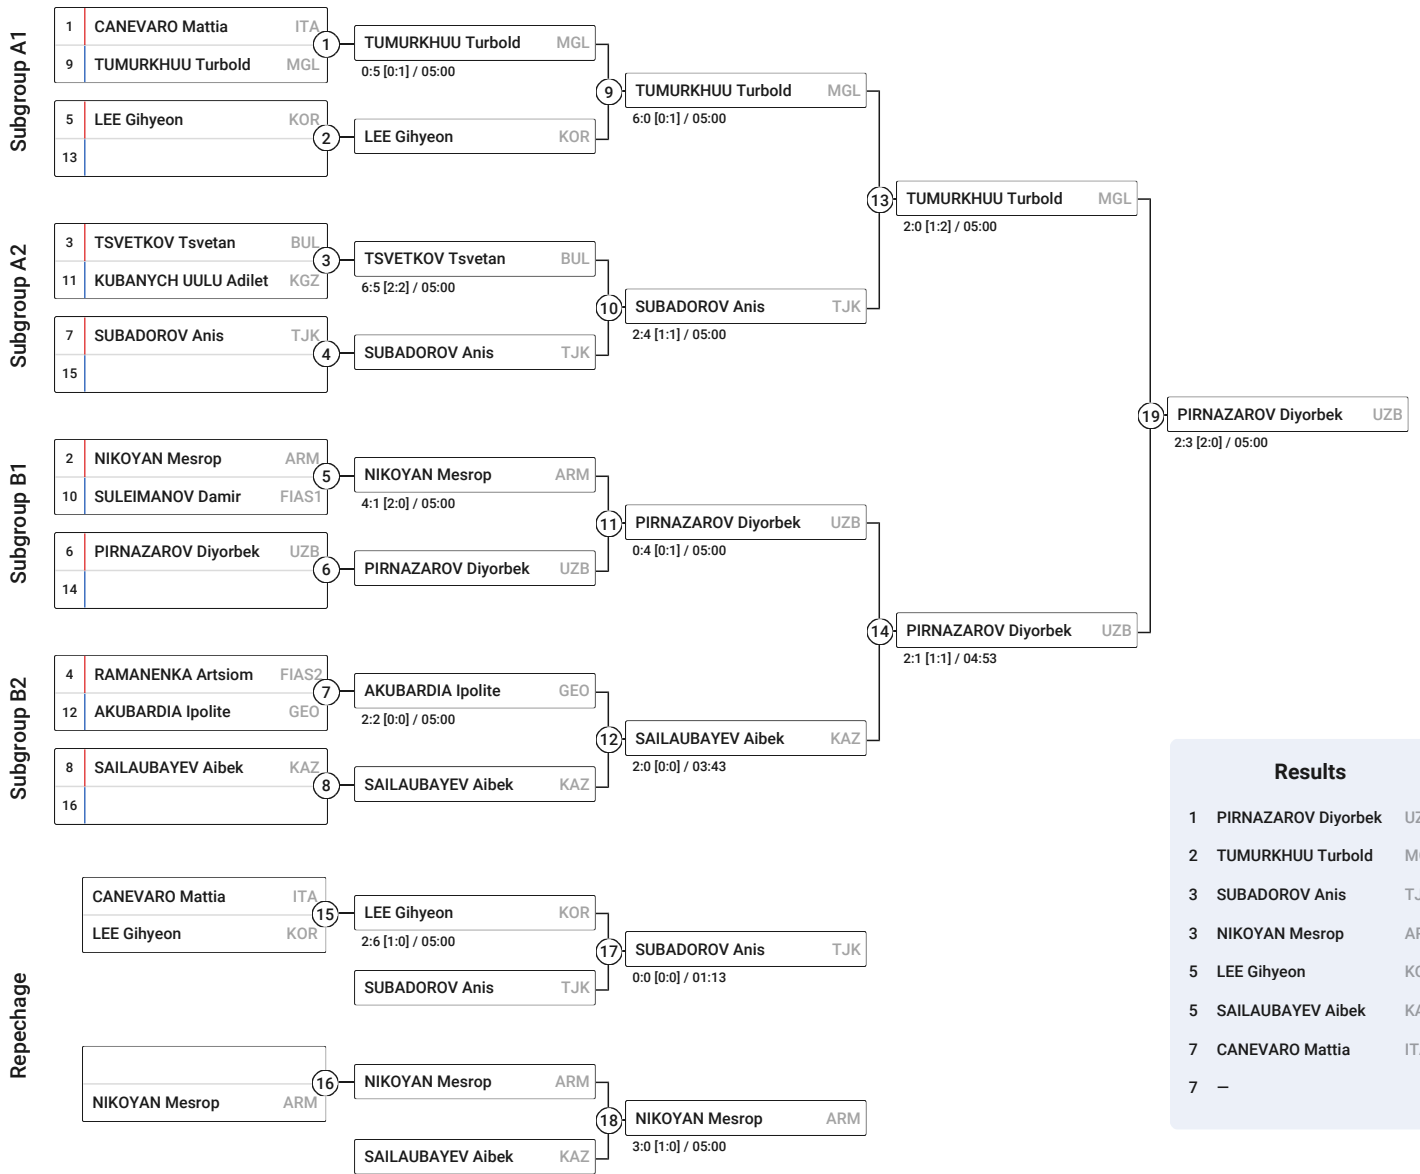 Subgroup A1
1 CANEVARO Mattia ITA
9 TUMURKHUU Turbold MGL
1
TUMURKHUU Turbold MGL
0:5 [0:1] / 05:00
5 LEE Gihyeon KOR
13
2
LEE Gihyeon KOR
9
TUMURKHUU Turbold MGL
6:0 [0:1] / 05:00
Subgroup A2
3 TSVETKOV Tsvetan BUL
11 KUBANYCH UULU Adilet KGZ
3
TSVETKOV Tsvetan BUL
6:5 [2:2] / 05:00
7 SUBADOROV Anis TJK
15
4
SUBADOROV Anis TJK
10
SUBADOROV Anis TJK
2:4 [1:1] / 05:00
13
TUMURKHUU Turbold MGL
2:0 [1:2] / 05:00
Subgroup B1
2 NIKOYAN Mesrop ARM
10 SULEIMANOV Damir FIAS1
5
NIKOYAN Mesrop ARM
4:1 [2:0] / 05:00
6 PIRNAZAROV Diyorbek UZB
14
6
PIRNAZAROV Diyorbek UZB
11
PIRNAZAROV Diyorbek UZB
0:4 [0:1] / 05:00
Subgroup B2
4 RAMANENKA Artsiom FIAS2
12 AKUBARDIA Ipolite GEO
7
AKUBARDIA Ipolite GEO
2:2 [0:0] / 05:00
8 SAILAUBAYEV Aibek KAZ
16
8
SAILAUBAYEV Aibek KAZ
12
SAILAUBAYEV Aibek KAZ
2:0 [0:0] / 03:43
14
PIRNAZAROV Diyorbek UZB
2:1 [1:1] / 04:53
19
PIRNAZAROV Diyorbek UZB
2:3 [2:0] / 05:00
Repechage
CANEVARO Mattia ITA
LEE Gihyeon KOR
15
LEE Gihyeon KOR
2:6 [1:0] / 05:00
SUBADOROV Anis TJK
17
SUBADOROV Anis TJK
0:0 [0:0] / 01:13
NIKOYAN Mesrop ARM
16
NIKOYAN Mesrop ARM
SAILAUBAYEV Aibek KAZ
18
NIKOYAN Mesrop ARM
3:0 [1:0] / 05:00
Results
1 PIRNAZAROV Diyorbek
2 TUMURKHUU Turbold
3 SUBADOROV Anis
3 NIKOYAN Mesrop
5 LEE Gihyeon
5 SAILAUBAYEV Aibek
7 CANEVARO Mattia
7 —